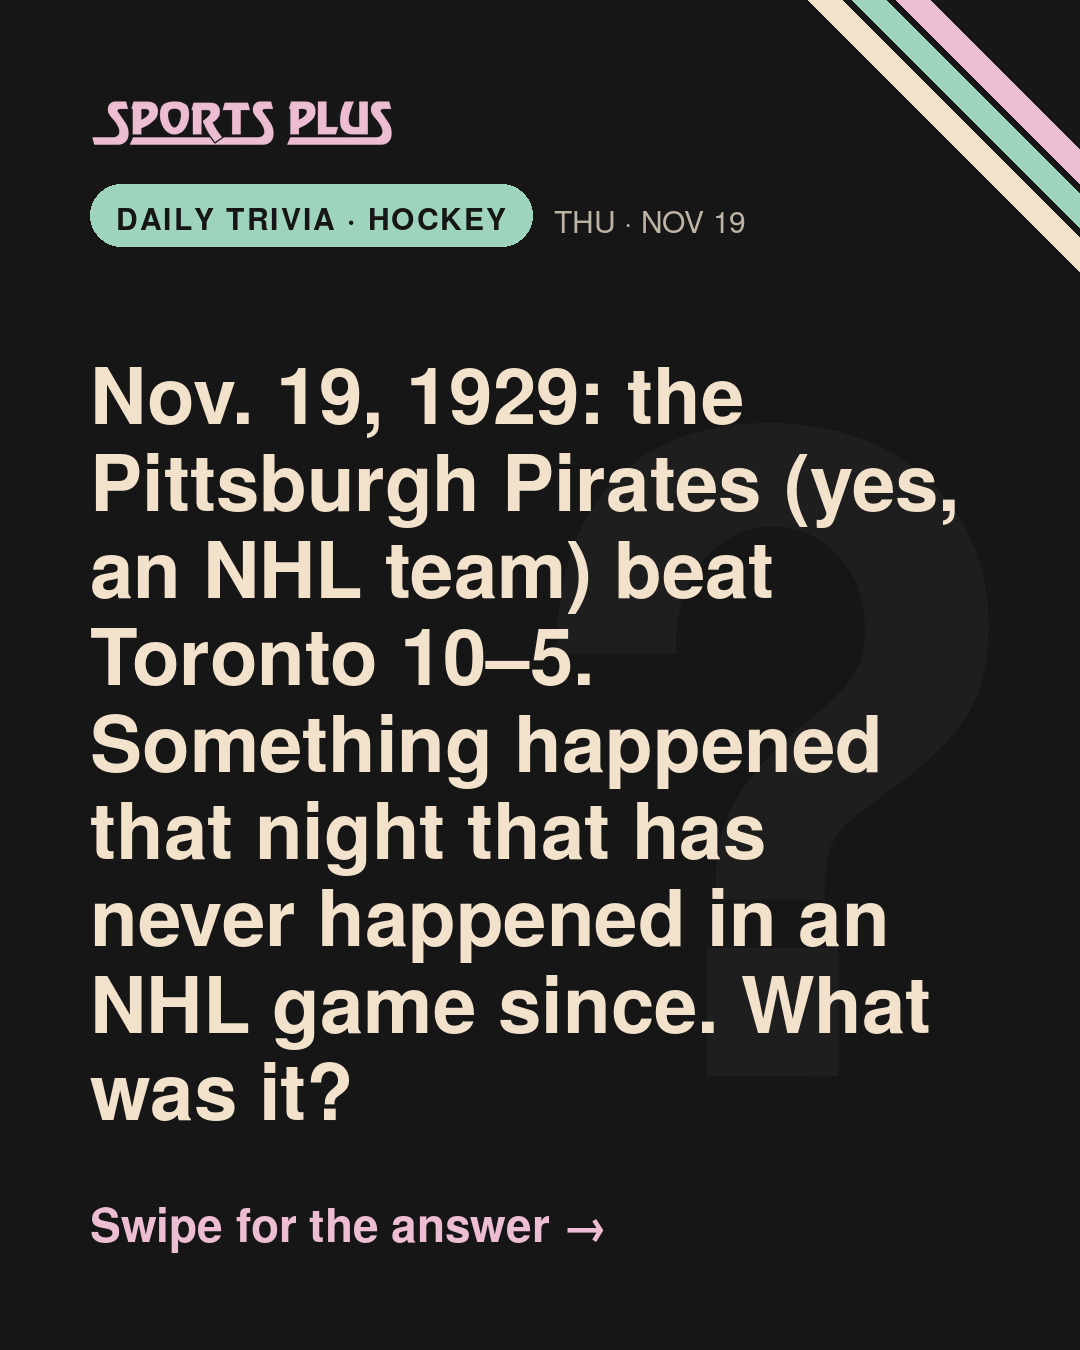 SPORTS PLUS
DAILY TRIVIA · HOCKEY
THU · NOV 19
Nov. 19, 1929: the
Pittsburgh Pirates (yes,
an NHL team) beat
Toronto 10–5.
Something happened
that night that has
never happened in an
NHL game since. What
was it?
Swipe for the answer →